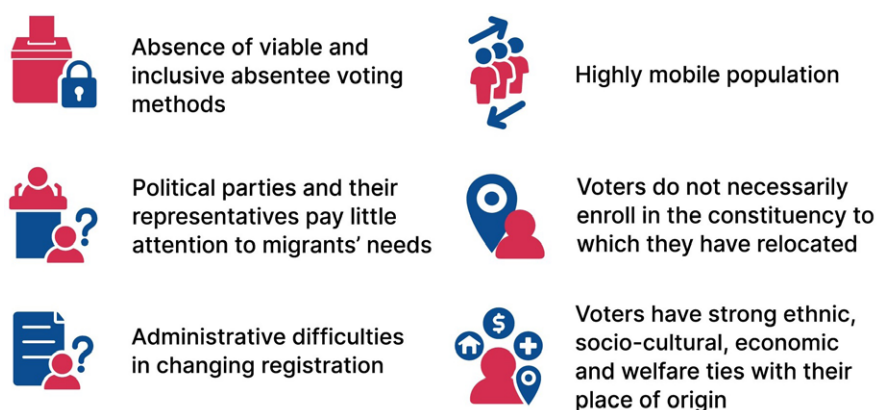 Absence of viable and
inclusive absentee voting
methods
Highly mobile population
Political parties and their
representatives pay little
attention to migrants' needs
Voters do not necessarily
enroll in the constituency to
which they have relocated
Administrative difficulties
in changing registration
$
Voters have strong ethnic,
socio-cultural, economic
and welfare ties with their
place of origin